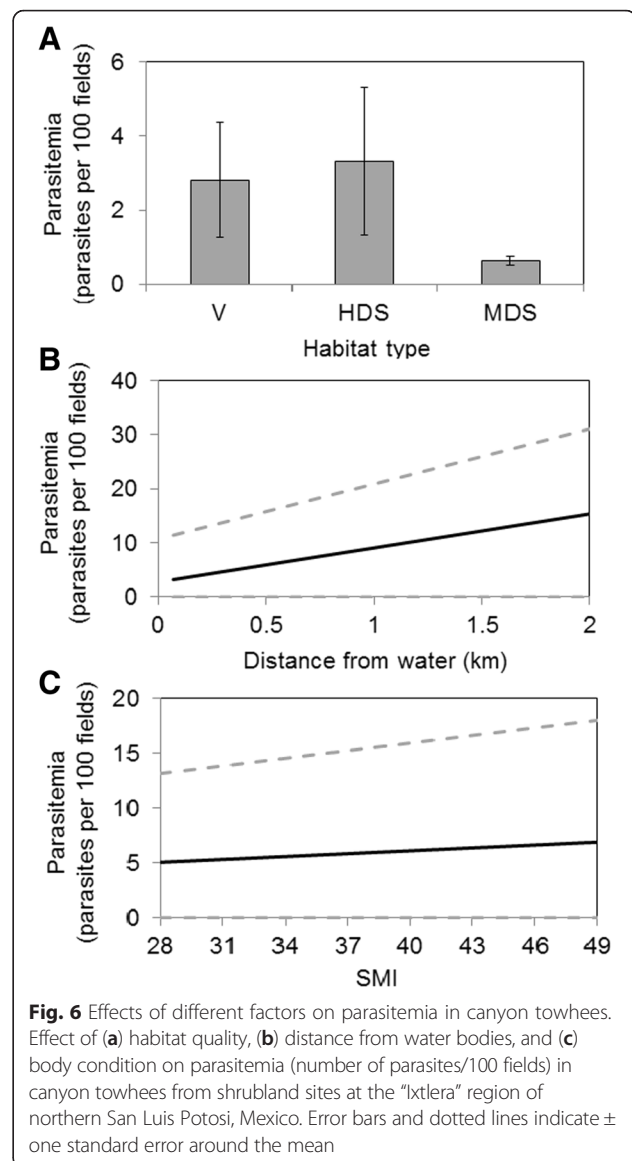 A
Parasitemia
(parasites per 100 fields)
6
4
2
0
V HDS MDS
Habitat type
B
Parasitemia
(parasites per 100 fields)
40
30
20
10
0
0 0.5 1 1.5 2
Distance from water (km)
C
Parasitemia
(parasites per 100 fields)
20
15
10
5
0
28 31 34 37 40 43 46 49
SMI
Fig. 6 Effects of different factors on parasitemia in canyon towhees.
Effect of (a) habitat quality, (b) distance from water bodies, and (c)
body condition on parasitemia (number of parasites/100 fields) in
canyon towhees from shrubland sites at the “Ixtlera” region of
northern San Luis Potosi, Mexico. Error bars and dotted lines indicate ±
one standard error around the mean